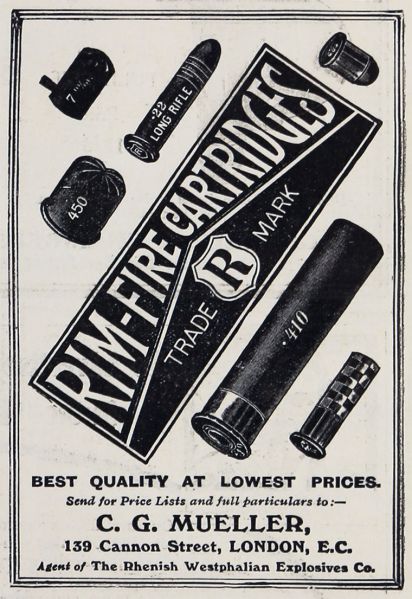 7 m/m
.22
LONG RIFLE
450
RIM-FIRE CARTRIDGES
TRADE R MARK
.410
BEST QUALITY AT LOWEST PRICES.
Send for Price Lists and full particulars to:—
C. G. MUELLER,
139 Cannon Street, LONDON, E.C.
Agent of The Rhenish Westphalian Explosives Co.